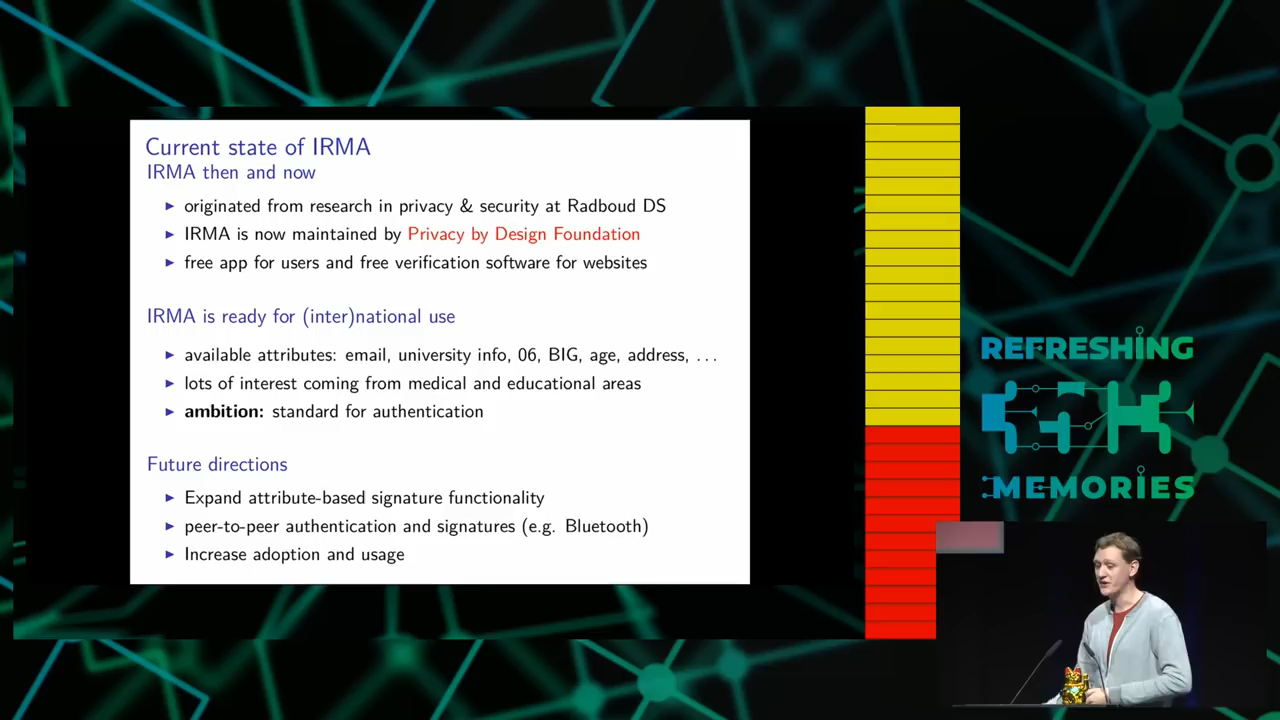 Current state of IRMA
IRMA then and now
originated from research in privacy & security at Radboud DS
IRMA is now maintained by Privacy by Design Foundation
free app for users and free verification software for websites
IRMA is ready for (inter)national use
available attributes: email, university info, 06, BIG, age, address, ...
lots of interest coming from medical and educational areas
ambition: standard for authentication
Future directions
Expand attribute-based signature functionality
peer-to-peer authentication and signatures (e.g. Bluetooth)
Increase adoption and usage
REFRESHING
35C3
MEMORIES